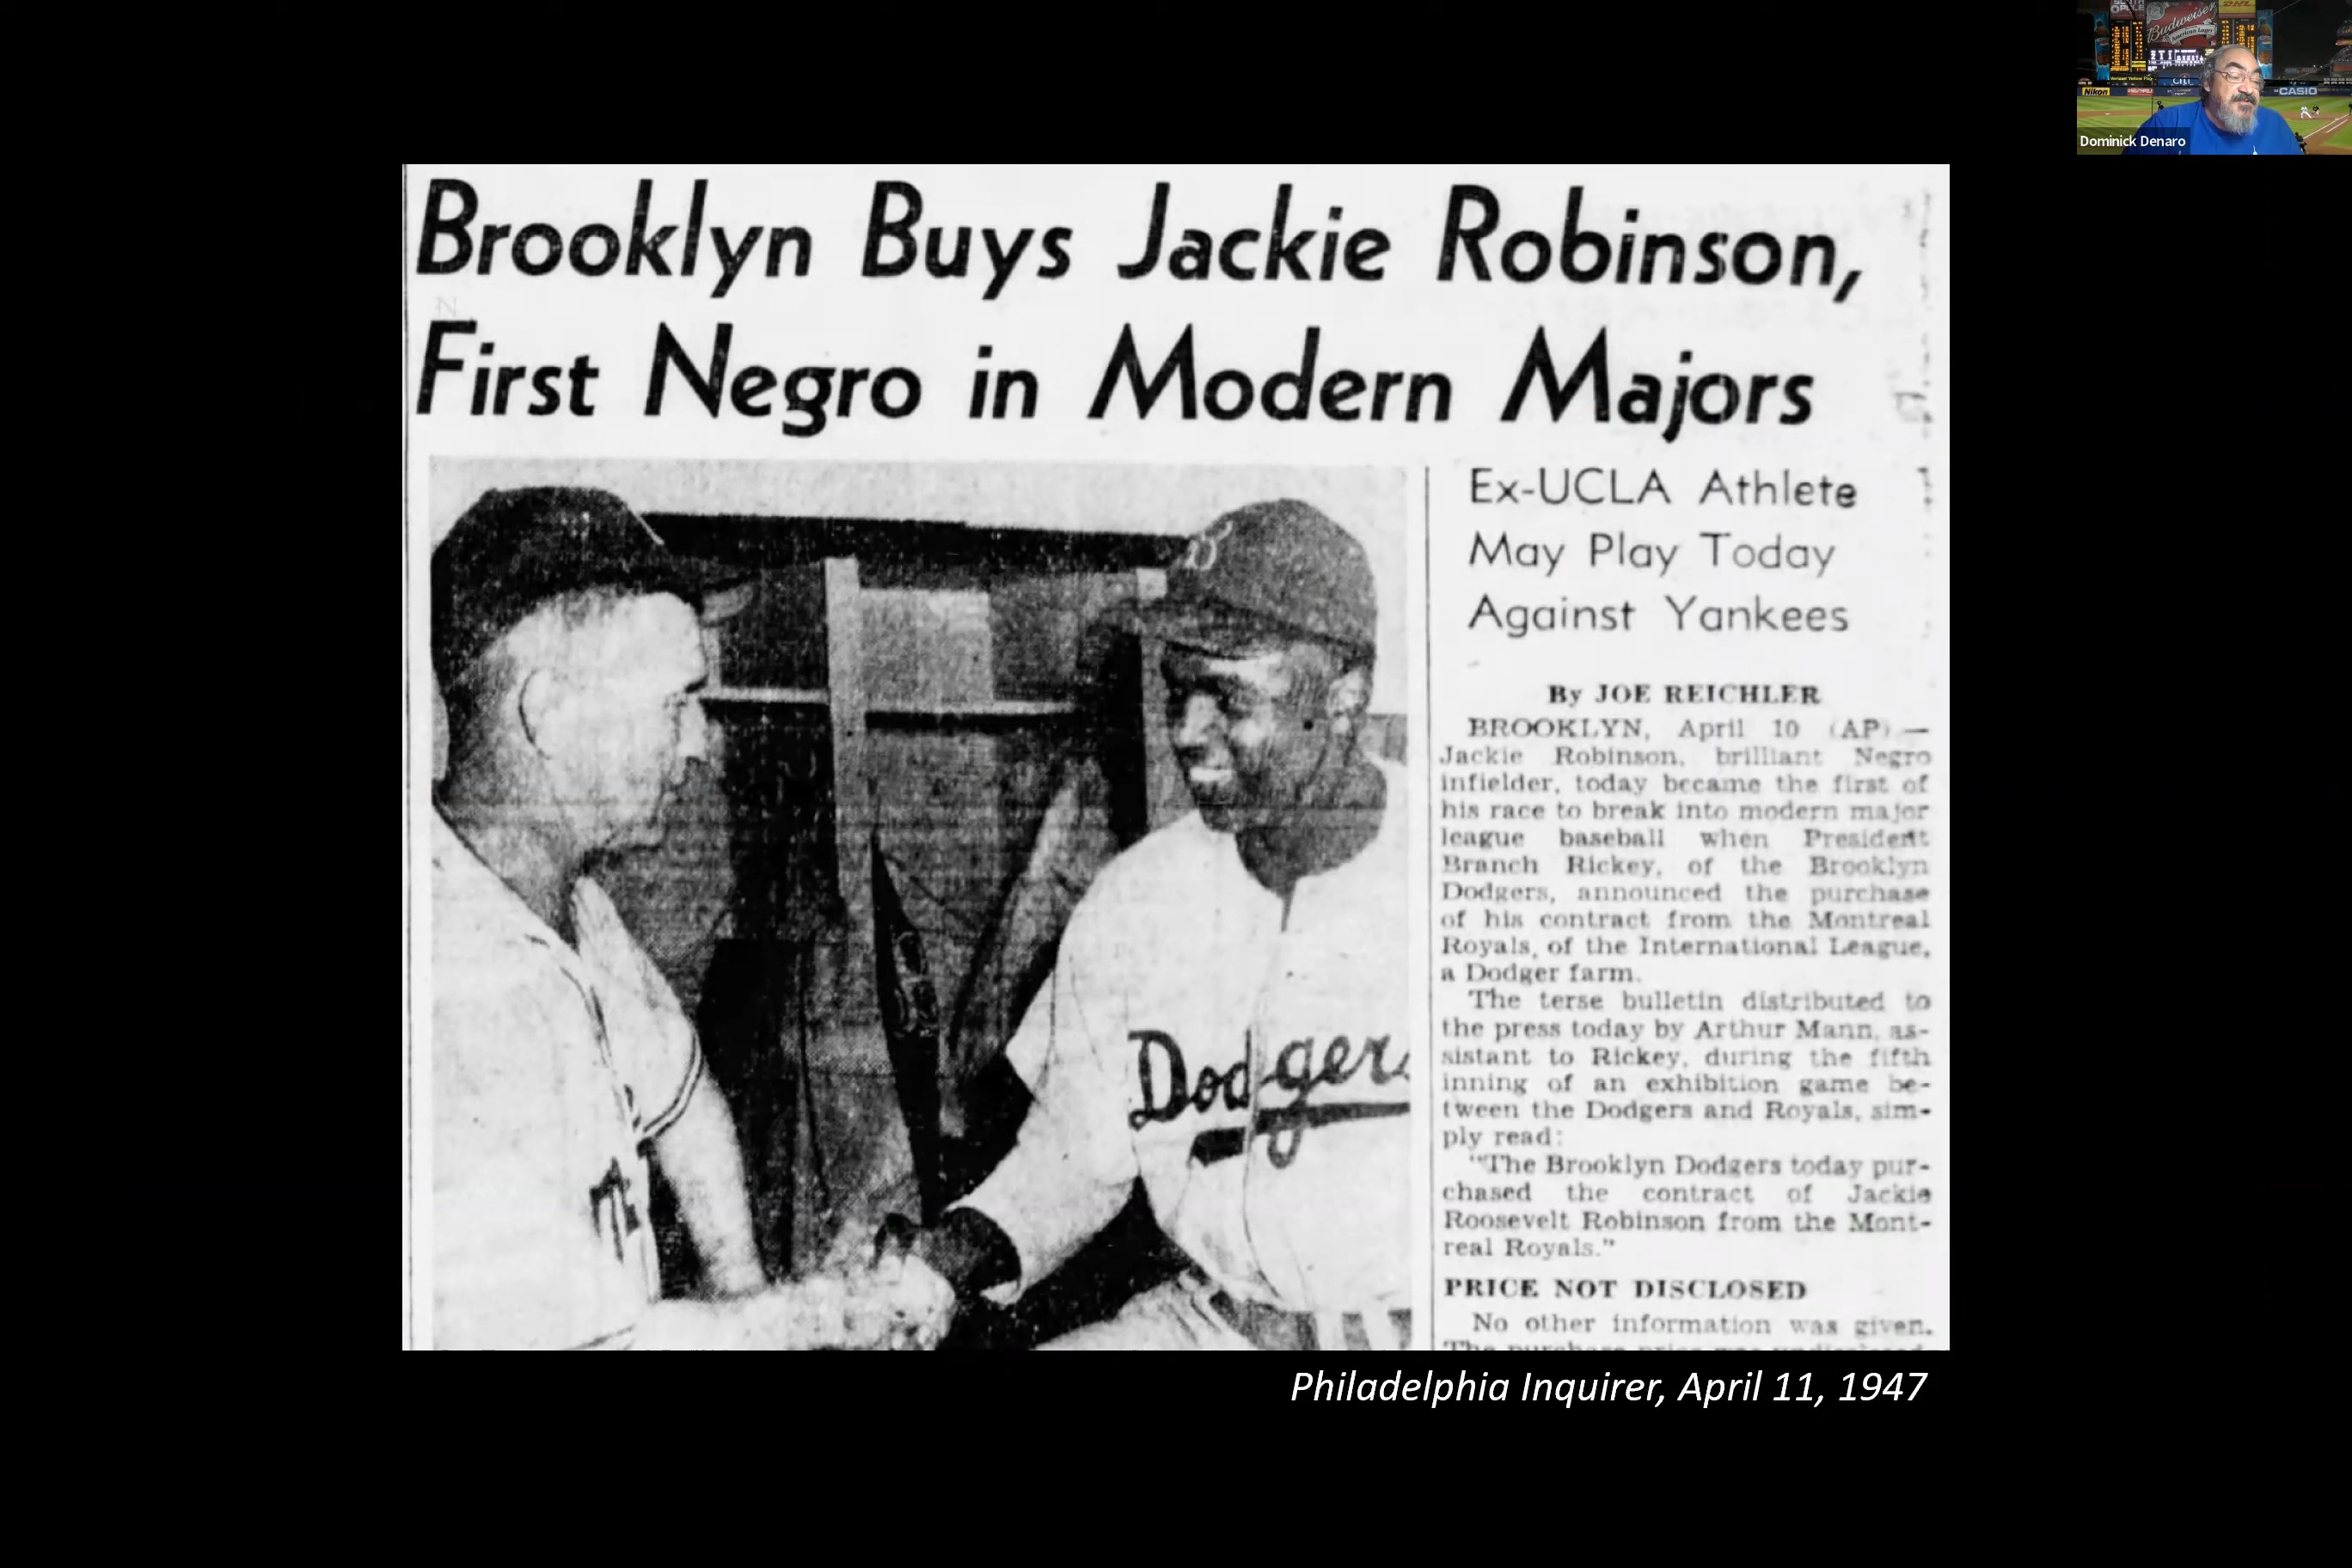 Budweiser
DHL
Nikon
CASIO
Dominick Denaro
Brooklyn Buys Jackie Robinson,
First Negro in Modern Majors
Ex-UCLA Athlete
May Play Today
Against Yankees
By JOE REICHLER
BROOKLYN, April 10 (AP) —
Jackie Robinson, brilliant Negro
infielder, today became the first of
his race to break into modern major
league baseball when President
Branch Rickey, of the Brooklyn
Dodgers, announced the purchase
of his contract from the Montreal
Royals, of the International League,
a Dodger farm.
The terse bulletin distributed to
the press today by Arthur Mann, as-
sistant to Rickey, during the fifth
inning of an exhibition game be-
tween the Dodgers and Royals, sim-
ply read:
"The Brooklyn Dodgers today pur-
chased the contract of Jackie
Roosevelt Robinson from the Mont-
real Royals."
PRICE NOT DISCLOSED
No other information was given.
B
Dodgers
Philadelphia Inquirer, April 11, 1947